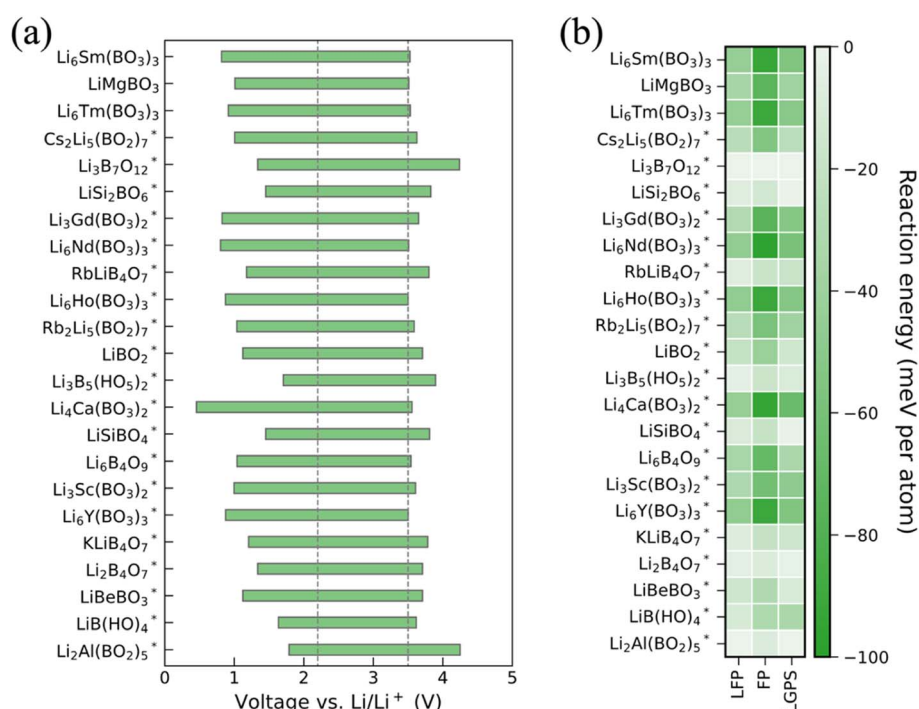 (a)
Li₆Sm(BO₃)₃
LiMgBO₃
Li₆Tm(BO₃)₃
Cs₂Li₅(BO₂)₇*
Li₃B₇O₁₂*
LiSi₂BO₆*
Li₃Gd(BO₃)₂*
Li₆Nd(BO₃)₃*
RbLiB₄O₇*
Li₆Ho(BO₃)₃*
Rb₂Li₅(BO₂)₇*
LiBO₂*
Li₃B₅(HO₅)₂*
Li₄Ca(BO₃)₂*
LiSiBO₄*
Li₆B₄O₉*
Li₃Sc(BO₃)₂*
Li₆Y(BO₃)₃*
KLiB₄O₇*
Li₂B₄O₇*
LiBeBO₃*
LiB(HO)₄*
Li₂Al(BO₂)₅*
0 1 2 3 4 5
Voltage vs. Li/Li⁺ (V)
(b)
Li₆Sm(BO₃)₃
LiMgBO₃
Li₆Tm(BO₃)₃
Cs₂Li₅(BO₂)₇*
Li₃B₇O₁₂*
LiSi₂BO₆*
Li₃Gd(BO₃)₂*
Li₆Nd(BO₃)₃*
RbLiB₄O₇*
Li₆Ho(BO₃)₃*
Rb₂Li₅(BO₂)₇*
LiBO₂*
Li₃B₅(HO₅)₂*
Li₄Ca(BO₃)₂*
LiSiBO₄*
Li₆B₄O₉*
Li₃Sc(BO₃)₂*
Li₆Y(BO₃)₃*
KLiB₄O₇*
Li₂B₄O₇*
LiBeBO₃*
LiB(HO)₄*
Li₂Al(BO₂)₅*
LFP
FP
LGPS
0
−20
−40
−60
−80
−100
Reaction energy (meV per atom)